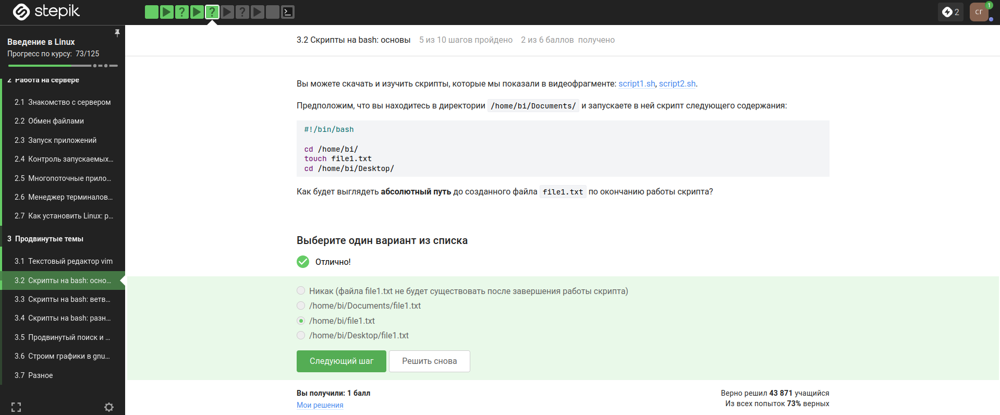 stepik
2
СГ
1
Введение в Linux
Прогресс по курсу: 73/125
2 Работа на сервере
2.1 Знакомство с сервером
2.2 Обмен файлами
2.3 Запуск приложений
2.4 Контроль запускаемых...
2.5 Многопоточные прило...
2.6 Менеджер терминалов...
2.7 Как установить Linux: р...
3 Продвинутые темы
3.1 Текстовый редактор vim
3.2 Скрипты на bash: осно...
3.3 Скрипты на bash: ветв...
3.4 Скрипты на bash: разн...
3.5 Продвинутый поиск и ...
3.6 Строим графики в gnu...
3.7 Разное
3.2 Скрипты на bash: основы 5 из 10 шагов пройдено 2 из 6 баллов получено
Вы можете скачать и изучить скрипты, которые мы показали в видеофрагменте: script1.sh, script2.sh.
Предположим, что вы находитесь в директории /home/bi/Documents/ и запускаете в ней скрипт следующего содержания:
#!/bin/bash
cd /home/bi/
touch file1.txt
cd /home/bi/Desktop/
Как будет выглядеть абсолютный путь до созданного файла file1.txt по окончанию работы скрипта?
Выберите один вариант из списка
Отлично!
Никак (файла file1.txt не будет существовать после завершения работы скрипта)
/home/bi/Documents/file1.txt
/home/bi/file1.txt
/home/bi/Desktop/file1.txt
Следующий шаг
Решить снова
Вы получили: 1 балл
Мои решения
Верно решил 43 871 учащийся
Из всех попыток 73% верных